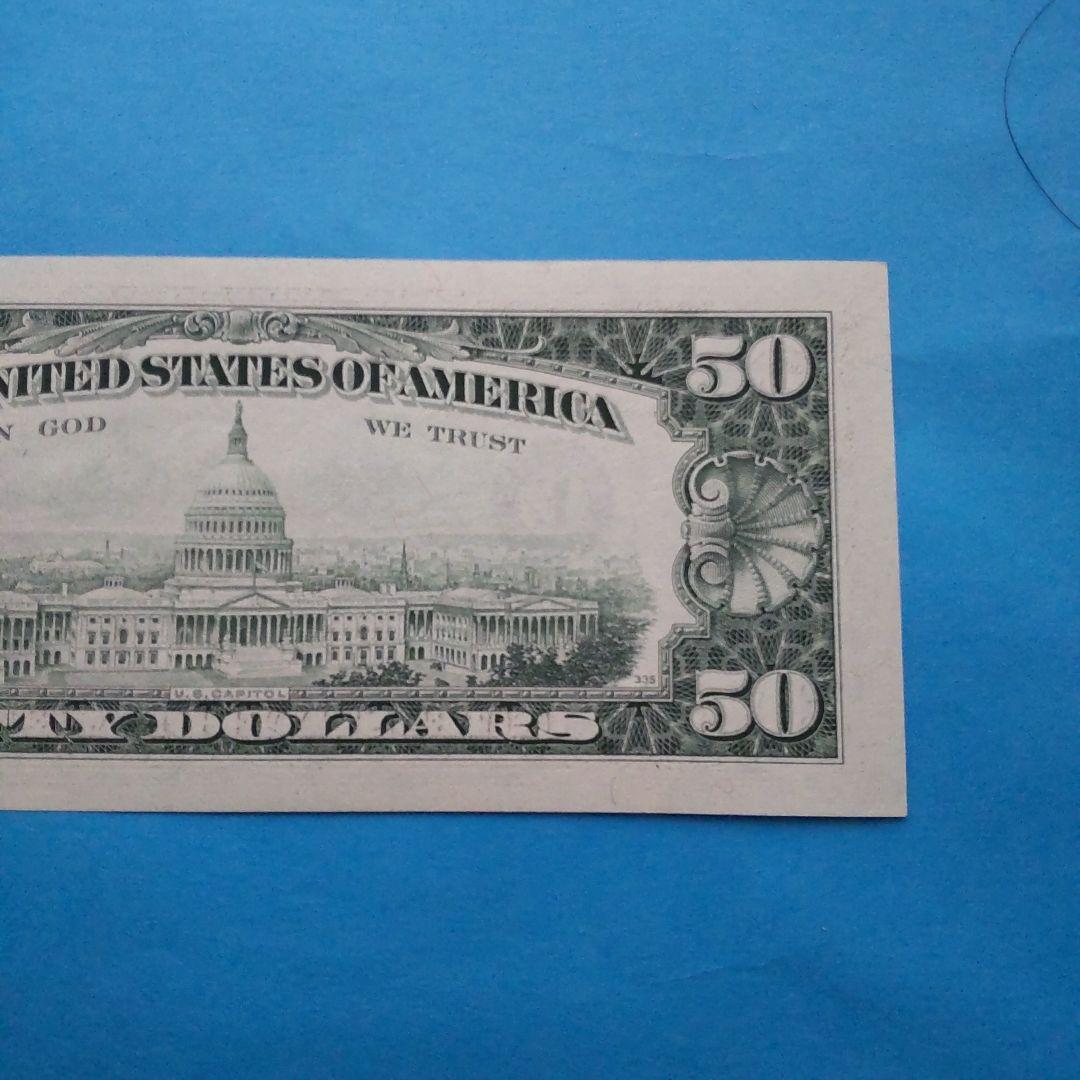 NITED STATES OF AMERICA
50
N GOD WE TRUST
335
U.S. CAPITOL
TY DOLLARS
50